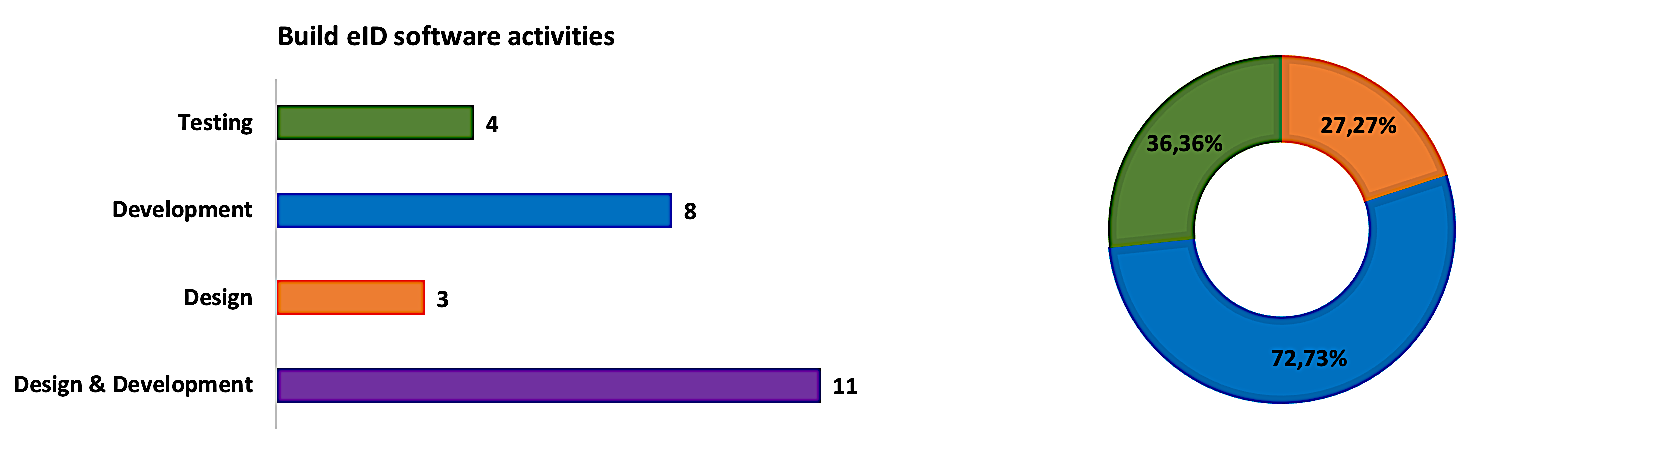 Build eID software activities
Testing 4
Development 8
Design 3
Design & Development 11
27,27%
36,36%
72,73%